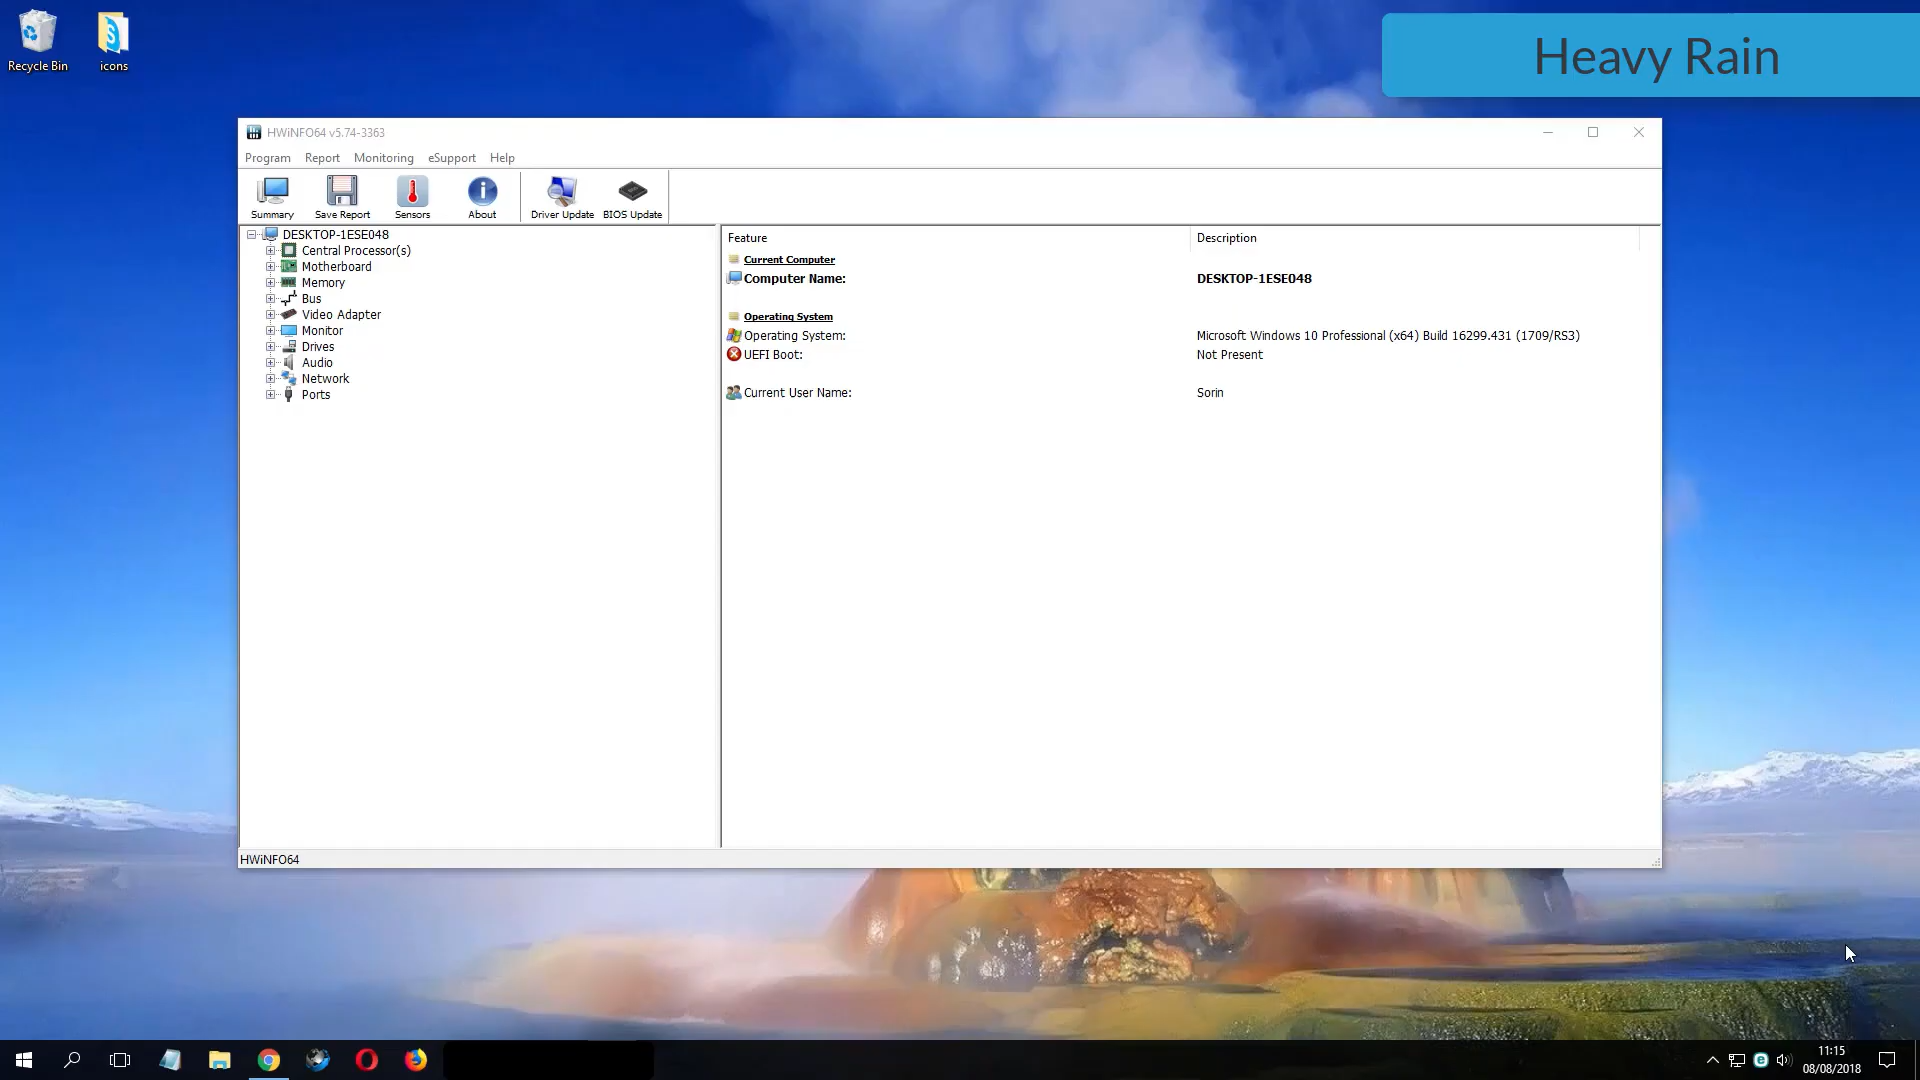 Recycle Bin
icons
Heavy Rain
HWiNFO64 v5.74-3363
Program Report Monitoring eSupport Help
Summary Save Report Sensors About Driver Update BIOS Update
DESKTOP-1ESE048
Central Processor(s)
Motherboard
Memory
Bus
Video Adapter
Monitor
Drives
Audio
Network
Ports
Feature Description
Current Computer
Computer Name: DESKTOP-1ESE048
Operating System
Operating System: Microsoft Windows 10 Professional (x64) Build 16299.431 (1709/RS3)
UEFI Boot: Not Present
Current User Name: Sorin
HWiNFO64
11:15
08/08/2018